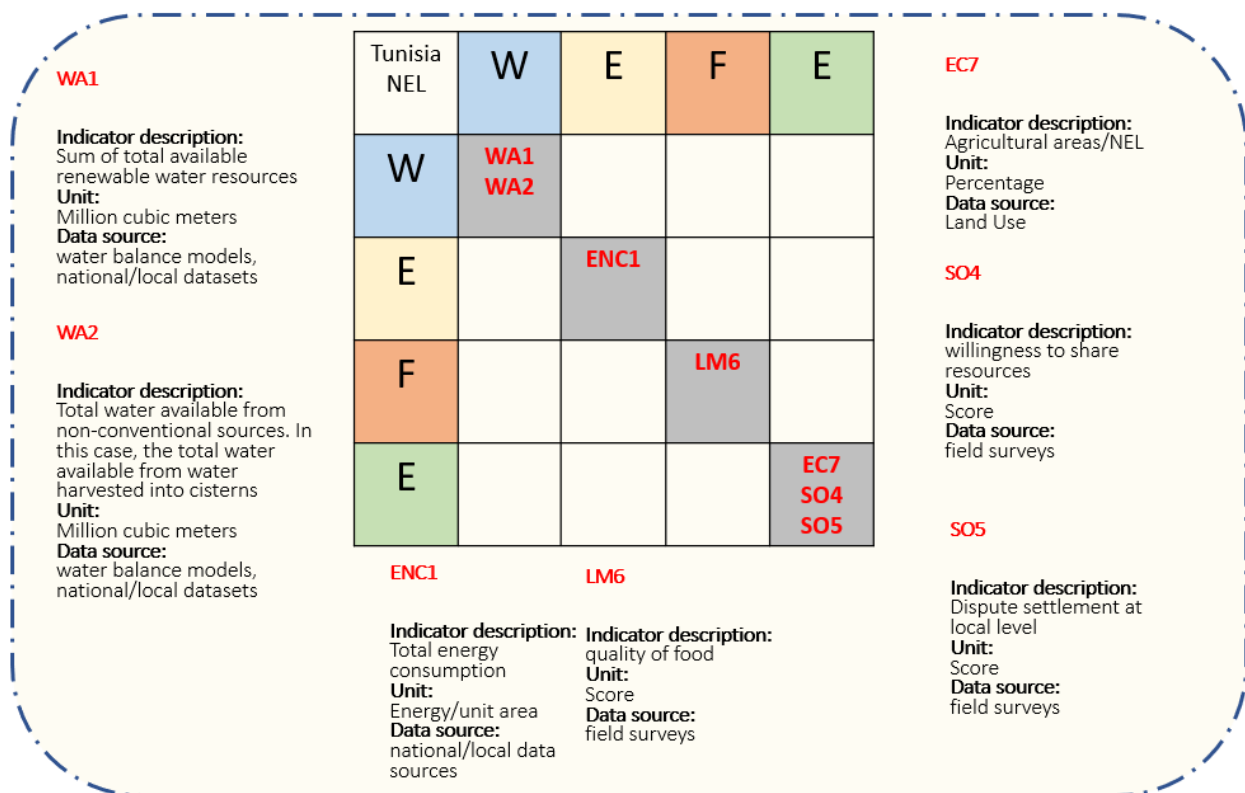 WA1
Indicator description:
Sum of total available
renewable water resources
Unit:
Million cubic meters
Data source:
water balance models,
national/local datasets
WA2
Indicator description:
Total water available from
non-conventional sources. In
this case, the total water
available from water
harvested into cisterns
Unit:
Million cubic meters
Data source:
water balance models,
national/local datasets
Tunisia
NEL
W
E
F
E
W
WA1
WA2
E
ENC1
F
LM6
E
EC7
SO4
SO5
ENC1
Indicator description:
Total energy
consumption
Unit:
Energy/unit area
Data source:
national/local data
sources
LM6
Indicator description:
quality of food
Unit:
Score
Data source:
field surveys
EC7
Indicator description:
Agricultural areas/NEL
Unit:
Percentage
Data source:
Land Use
SO4
Indicator description:
willingness to share
resources
Unit:
Score
Data source:
field surveys
SO5
Indicator description:
Dispute settlement at
local level
Unit:
Score
Data source:
field surveys